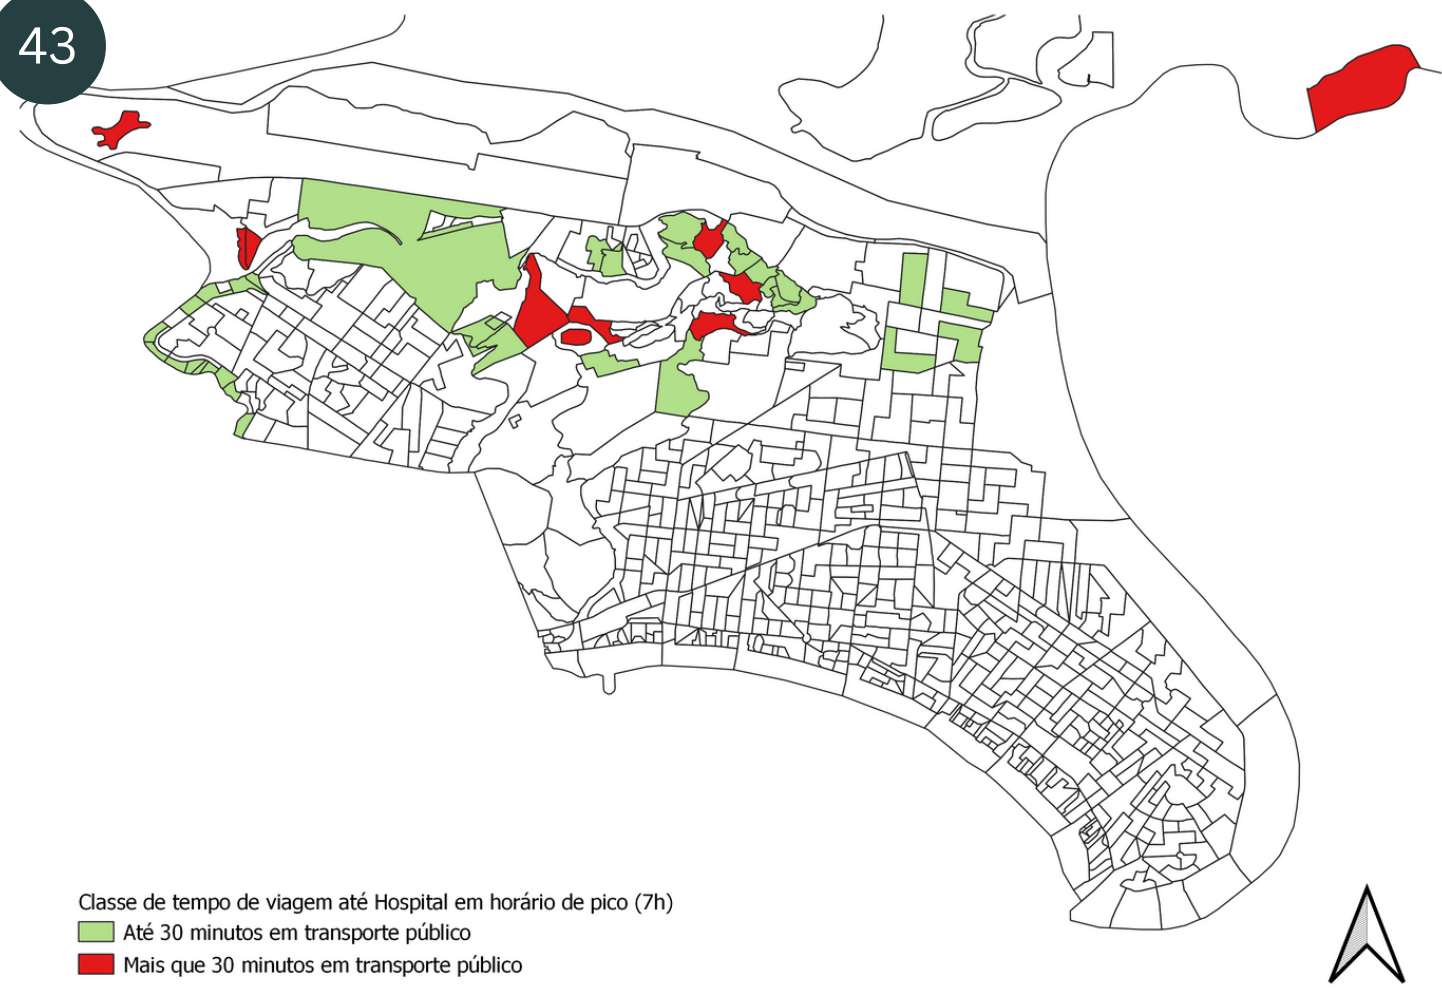 43
Classe de tempo de viagem até Hospital em horário de pico (7h)
Até 30 minutos em transporte público
Mais que 30 minutos em transporte público